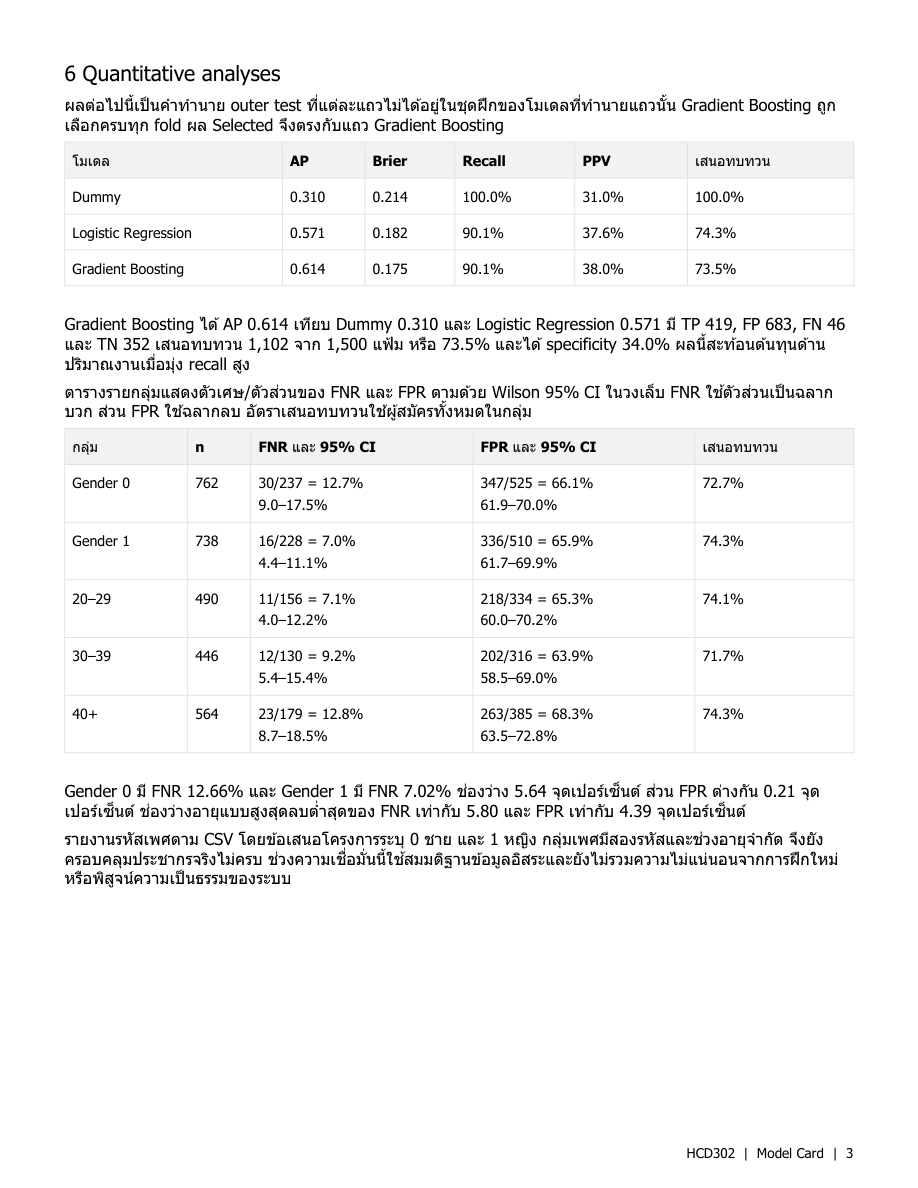 6 Quantitative analyses
ผลต่อไปนี้เป็นคำทำนาย outer test ที่แต่ละแถวไม่ได้อยู่ในชุดฝึกของโมเดลที่ทำนายแถวนั้น Gradient Boosting ถูก
เลือกครบทุก fold ผล Selected จึงตรงกับแถว Gradient Boosting
โมเดล AP Brier Recall PPV เสนอทบทวน
Dummy 0.310 0.214 100.0% 31.0% 100.0%
Logistic Regression 0.571 0.182 90.1% 37.6% 74.3%
Gradient Boosting 0.614 0.175 90.1% 38.0% 73.5%
Gradient Boosting ได้ AP 0.614 เทียบ Dummy 0.310 และ Logistic Regression 0.571 มี TP 419, FP 683, FN 46
และ TN 352 เสนอทบทวน 1,102 จาก 1,500 แฟ้ม หรือ 73.5% และได้ specificity 34.0% ผลนี้สะท้อนต้นทุนด้าน
ปริมาณงานเมื่อมุ่ง recall สูง
ตารางรายกลุ่มแสดงตัวเศษ/ตัวส่วนของ FNR และ FPR ตามด้วย Wilson 95% CI ในวงเล็บ FNR ใช้ตัวส่วนเป็นฉลาก
บวก ส่วน FPR ใช้ฉลากลบ อัตราเสนอทบทวนใช้ผู้สมัครทั้งหมดในกลุ่ม
กลุ่ม n FNR และ 95% CI FPR และ 95% CI เสนอทบทวน
Gender 0 762 30/237 = 12.7% 347/525 = 66.1% 72.7%
9.0–17.5% 61.9–70.0%
Gender 1 738 16/228 = 7.0% 336/510 = 65.9% 74.3%
4.4–11.1% 61.7–69.9%
20–29 490 11/156 = 7.1% 218/334 = 65.3% 74.1%
4.0–12.2% 60.0–70.2%
30–39 446 12/130 = 9.2% 202/316 = 63.9% 71.7%
5.4–15.4% 58.5–69.0%
40+ 564 23/179 = 12.8% 263/385 = 68.3% 74.3%
8.7–18.5% 63.5–72.8%
Gender 0 มี FNR 12.66% และ Gender 1 มี FNR 7.02% ช่องว่าง 5.64 จุดเปอร์เซ็นต์ ส่วน FPR ต่างกัน 0.21 จุด
เปอร์เซ็นต์ ช่องว่างอายุแบบสูงสุดลบต่ำสุดของ FNR เท่ากับ 5.80 และ FPR เท่ากับ 4.39 จุดเปอร์เซ็นต์
รายงานรหัสเพศตาม CSV โดยข้อเสนอโครงการระบุ 0 ชาย และ 1 หญิง กลุ่มเพศมีสองรหัสและช่วงอายุจำกัด จึงยัง
ครอบคลุมประชากรจริงไม่ครบ ช่วงความเชื่อมั่นนี้ใช้สมมติฐานข้อมูลอิสระและยังไม่รวมความไม่แน่นอนจากการฝึกใหม่
หรือพิสูจน์ความเป็นธรรมของระบบ
HCD302 | Model Card | 3